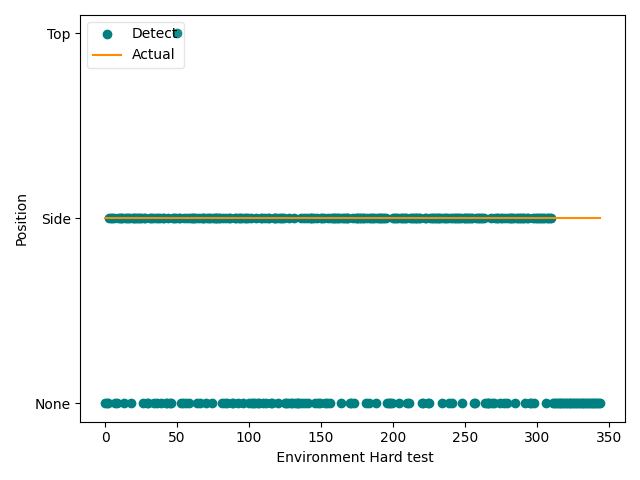 Top
Side
None
Position
Detect
Actual
0
50
100
150
200
250
300
350
Environment Hard test